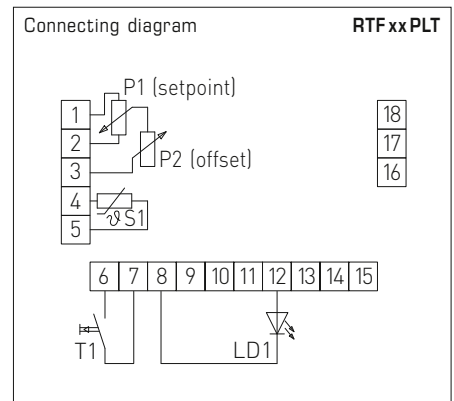 Connecting diagram RTF xx PLT
P1 (setpoint)
1 18
2 17
P2 (offset)
3 16
4
ϑ S1
5
6 7 8 9 10 11 12 13 14 15
T1 LD1